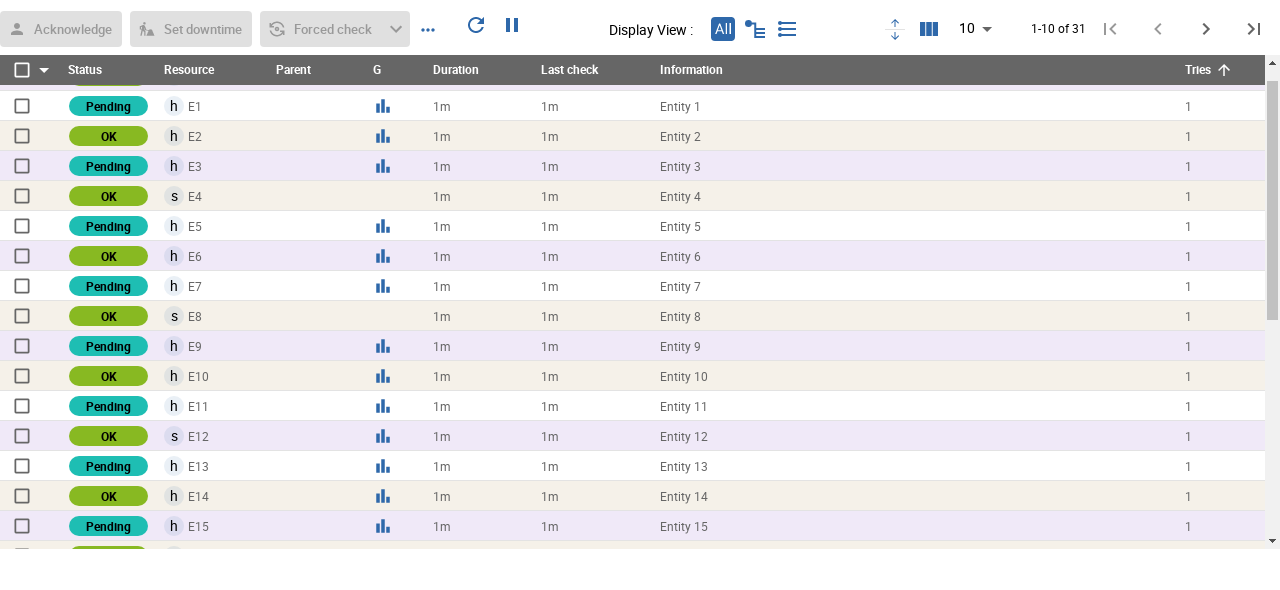 Acknowledge Set downtime Forced check Display View : All 10 1-10 of 31
Status Resource Parent G Duration Last check Information Tries
Pending h E1 1m 1m Entity 1 1
OK h E2 1m 1m Entity 2 1
Pending h E3 1m 1m Entity 3 1
OK s E4 1m 1m Entity 4 1
Pending h E5 1m 1m Entity 5 1
OK h E6 1m 1m Entity 6 1
Pending h E7 1m 1m Entity 7 1
OK s E8 1m 1m Entity 8 1
Pending h E9 1m 1m Entity 9 1
OK h E10 1m 1m Entity 10 1
Pending h E11 1m 1m Entity 11 1
OK s E12 1m 1m Entity 12 1
Pending h E13 1m 1m Entity 13 1
OK h E14 1m 1m Entity 14 1
Pending h E15 1m 1m Entity 15 1